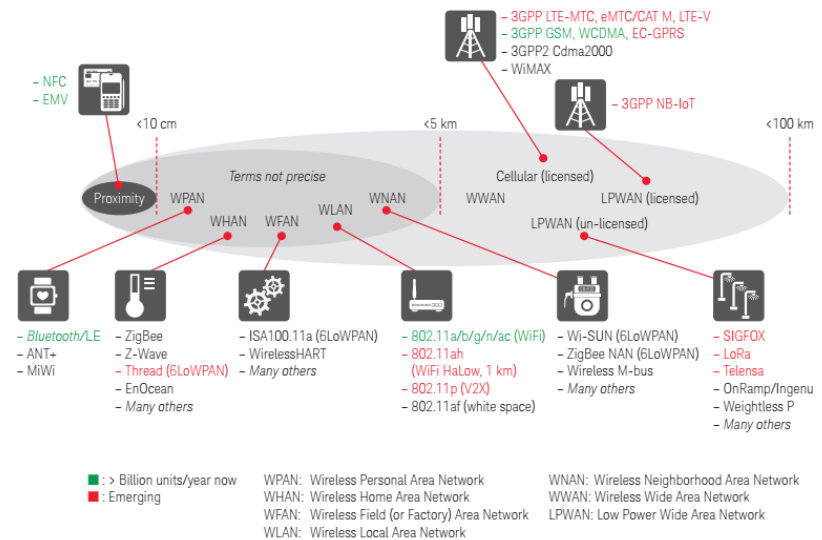 – 3GPP LTE-MTC, eMTC/CAT M, LTE-V
– 3GPP GSM, WCDMA, EC-GPRS
– 3GPP2 Cdma2000
– WiMAX
– NFC
– EMV
– 3GPP NB-IoT
<10 cm
<5 km
<100 km
Terms not precise
Cellular (licensed)
Proximity
WPAN
WNAN
WWAN
LPWAN (licensed)
WHAN
WFAN
WLAN
LPWAN (un-licensed)
– Bluetooth/LE
– ANT+
– MiWi
– ZigBee
– Z-Wave
– Thread (6LoWPAN)
– EnOcean
– Many others
– ISA100.11a (6LoWPAN)
– WirelessHART
– Many others
– 802.11a/b/g/n/ac (WiFi)
– 802.11ah
(WiFi HaLow, 1 km)
– 802.11p (V2X)
– 802.11af (white space)
– Wi-SUN (6LoWPAN)
– ZigBee NAN (6LoWPAN)
– Wireless M-bus
– Many others
– SIGFOX
– LoRa
– Telensa
– OnRamp/Ingenu
– Weightless P
– Many others
: > Billion units/year now
: Emerging
WPAN: Wireless Personal Area Network
WHAN: Wireless Home Area Network
WFAN: Wireless Field (or Factory) Area Network
WLAN: Wireless Local Area Network
WNAN: Wireless Neighborhood Area Network
WWAN: Wireless Wide Area Network
LPWAN: Low Power Wide Area Network